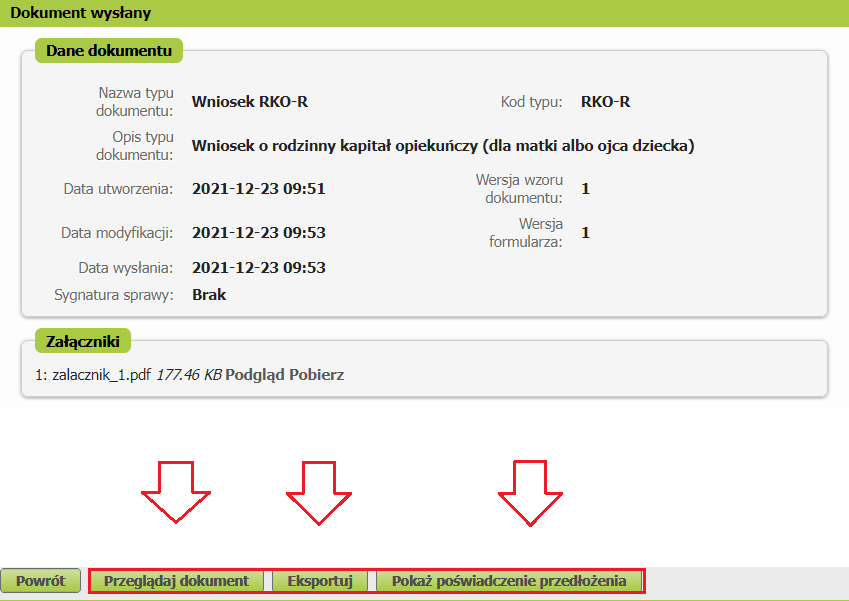 Dokument wysłany
Dane dokumentu
Nazwa typu
dokumentu:
Wniosek RKO-R
Kod typu:
RKO-R
Opis typu
dokumentu:
Wniosek o rodzinny kapitał opiekuńczy (dla matki albo ojca dziecka)
Data utworzenia:
2021-12-23 09:51
Wersja wzoru
dokumentu:
1
Data modyfikacji:
2021-12-23 09:53
Wersja
formularza:
1
Data wysłania:
2021-12-23 09:53
Sygnatura sprawy:
Brak
Załączniki
1: zalacznik_1.pdf 177.46 KB Podgląd Pobierz
Powrót
Przeglądaj dokument
Eksportuj
Pokaż poświadczenie przedłożenia